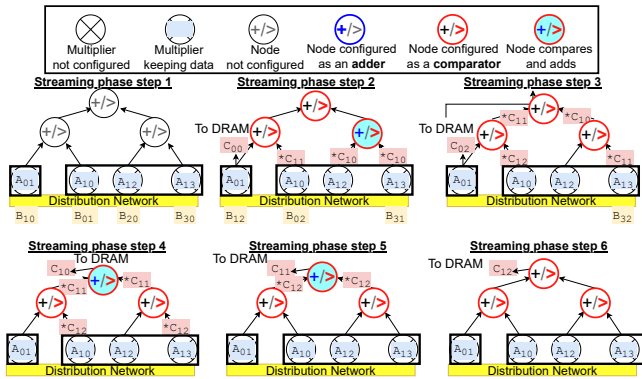 +/>
+/>
+/>
+/>
Multiplier
not configured
Multiplier
keeping data
Node
not configured
Node configured
as an adder
Node configured
as a comparator
Node compares
and adds
Streaming phase step 1
+/>
+/>
+/>
A01
A10
A12
A13
Distribution Network
B10
B01
B20
B30
Streaming phase step 2
+/>
To DRAM
+/>
+/>
C00
*C11
*C10
*C10
A01
A10
A12
A13
Distribution Network
B12
B02
B31
Streaming phase step 3
+/>
*C11
*C10
To DRAM
+/>
+/>
C02
*C12
*C11
A01
A10
A12
A13
Distribution Network
B32
Streaming phase step 4
To DRAM
C10
+/>
*C11
*C11
+/>
+/>
*C12
*C12
A01
A10
A12
A13
Distribution Network
Streaming phase step 5
To DRAM
C11
+/>
*C12
*C12
+/>
+/>
A01
A10
A12
A13
Distribution Network
Streaming phase step 6
To DRAM
C12
+/>
+/>
+/>
A01
A10
A12
A13
Distribution Network